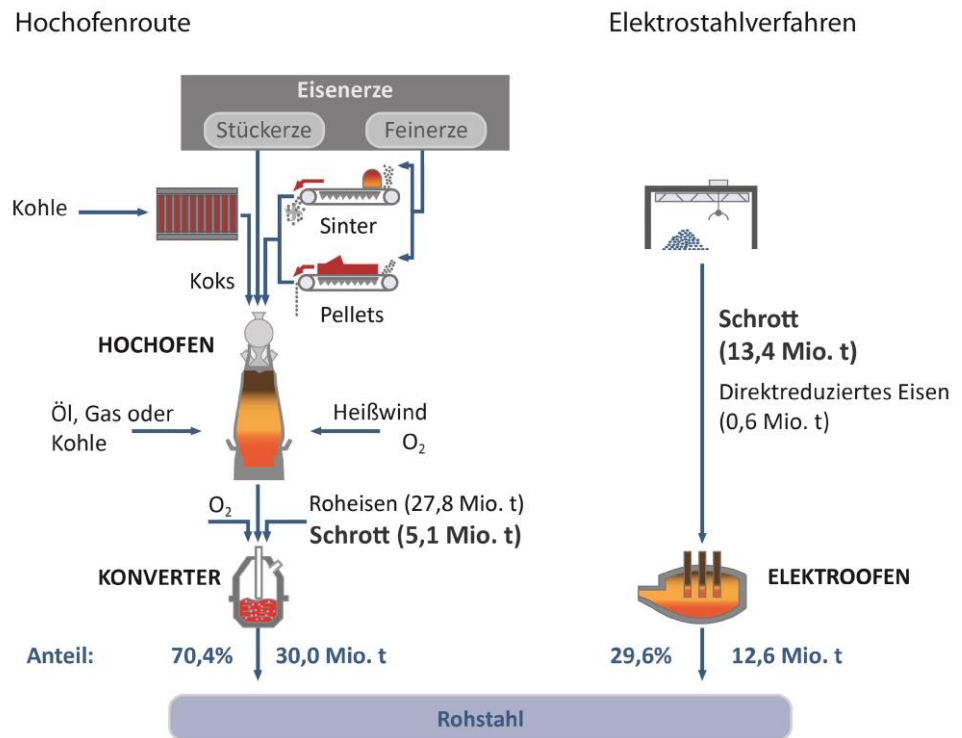 Hochofenroute
Elektrostahlverfahren
Eisenerze
Stückerze
Feinerze
Kohle
Sinter
Koks
Pellets
HOCHOFEN
Schrott
(13,4 Mio. t)
Direktreduziertes Eisen
(0,6 Mio. t)
Öl, Gas oder
Kohle
Heißwind
O₂
O₂
Roheisen (27,8 Mio. t)
Schrott (5,1 Mio. t)
KONVERTER
ELEKTROOFEN
Anteil: 70,4% 30,0 Mio. t 29,6% 12,6 Mio. t
Rohstahl